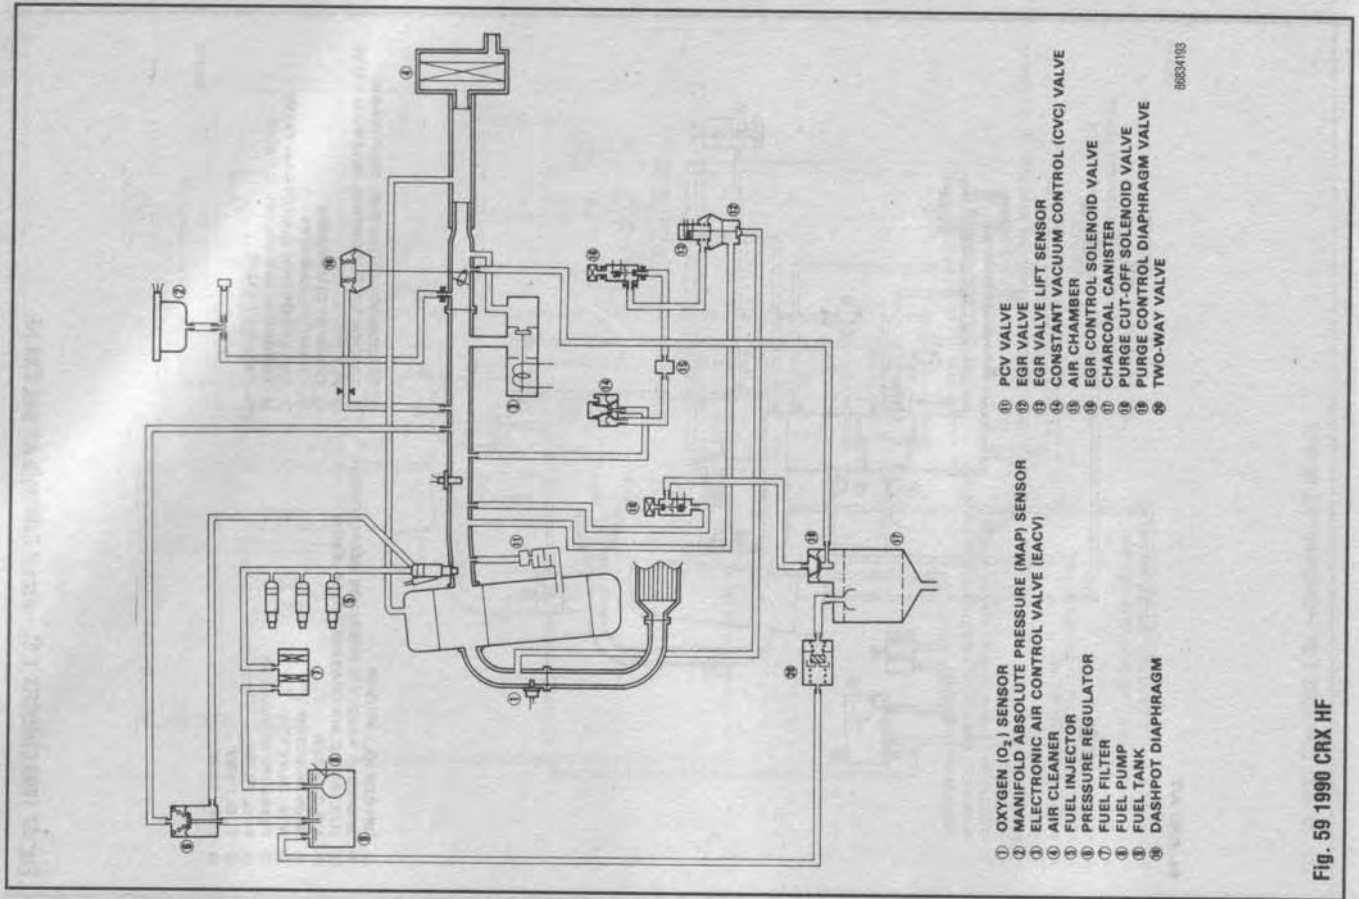 ① OXYGEN (O₂) SENSOR
② MANIFOLD ABSOLUTE PRESSURE (MAP) SENSOR
③ ELECTRONIC AIR CONTROL VALVE (EACV)
④ AIR CLEANER
⑤ FUEL INJECTOR
⑥ PRESSURE REGULATOR
⑦ FUEL FILTER
⑧ FUEL PUMP
⑨ FUEL TANK
⑩ DASHPOT DIAPHRAGM
⑪ PCV VALVE
⑫ EGR VALVE
⑬ EGR VALVE LIFT SENSOR
⑭ CONSTANT VACUUM CONTROL (CVC) VALVE
⑮ AIR CHAMBER
⑯ EGR CONTROL SOLENOID VALVE
⑰ CHARCOAL CANISTER
⑱ PURGE CUT-OFF SOLENOID VALVE
⑲ PURGE CONTROL DIAPHRAGM VALVE
⑳ TWO-WAY VALVE
86834193
Fig. 59 1990 CRX HF